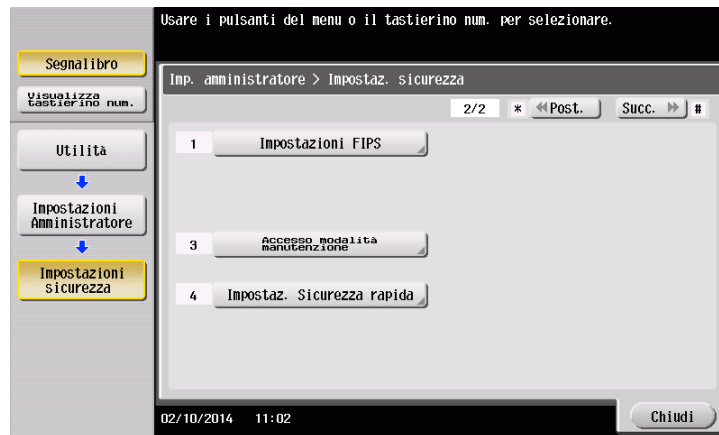 Usare i pulsanti del menu o il tastierino num. per selezionare.
Segnalibro
Visualizza
tastierino num.
Utilità
Impostazioni
Amministratore
Impostazioni
sicurezza
Imp. amministratore > Impostaz. sicurezza
2/2 * Post. Succ. #
1 Impostazioni FIPS
3 Accesso modalità
manutenzione
4 Impostaz. Sicurezza rapida
02/10/2014 11:02
Chiudi